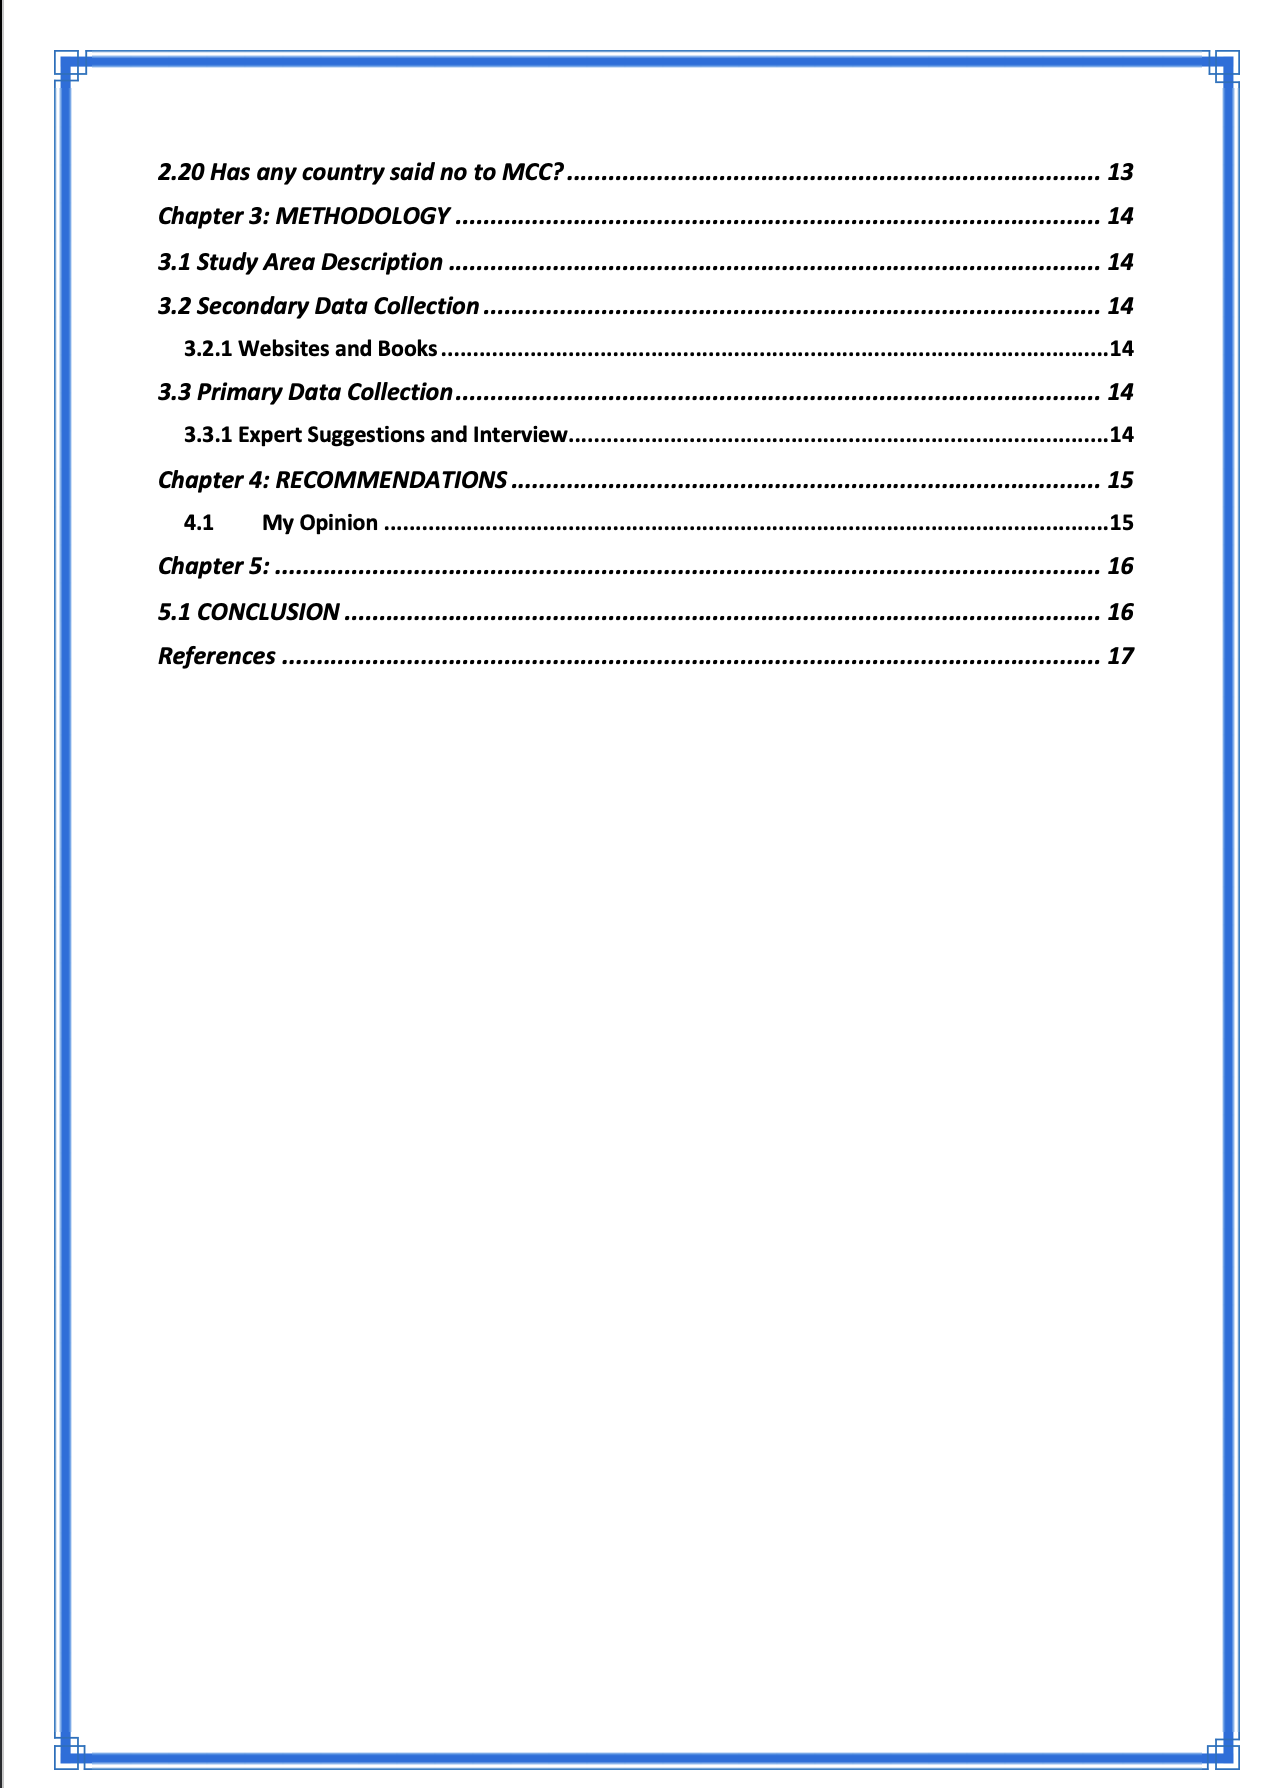 2.20 Has any country said no to MCC? ............................................................................. 13
Chapter 3: METHODOLOGY ............................................................................................. 14
3.1 Study Area Description .............................................................................................. 14
3.2 Secondary Data Collection ......................................................................................... 14
3.2.1 Websites and Books ......................................................................................................... 14
3.3 Primary Data Collection ............................................................................................. 14
3.3.1 Expert Suggestions and Interview ..................................................................................... 14
Chapter 4: RECOMMENDATIONS ..................................................................................... 15
4.1 My Opinion .................................................................................................................. 15
Chapter 5: ....................................................................................................................... 16
5.1 CONCLUSION ............................................................................................................. 16
References ...................................................................................................................... 17